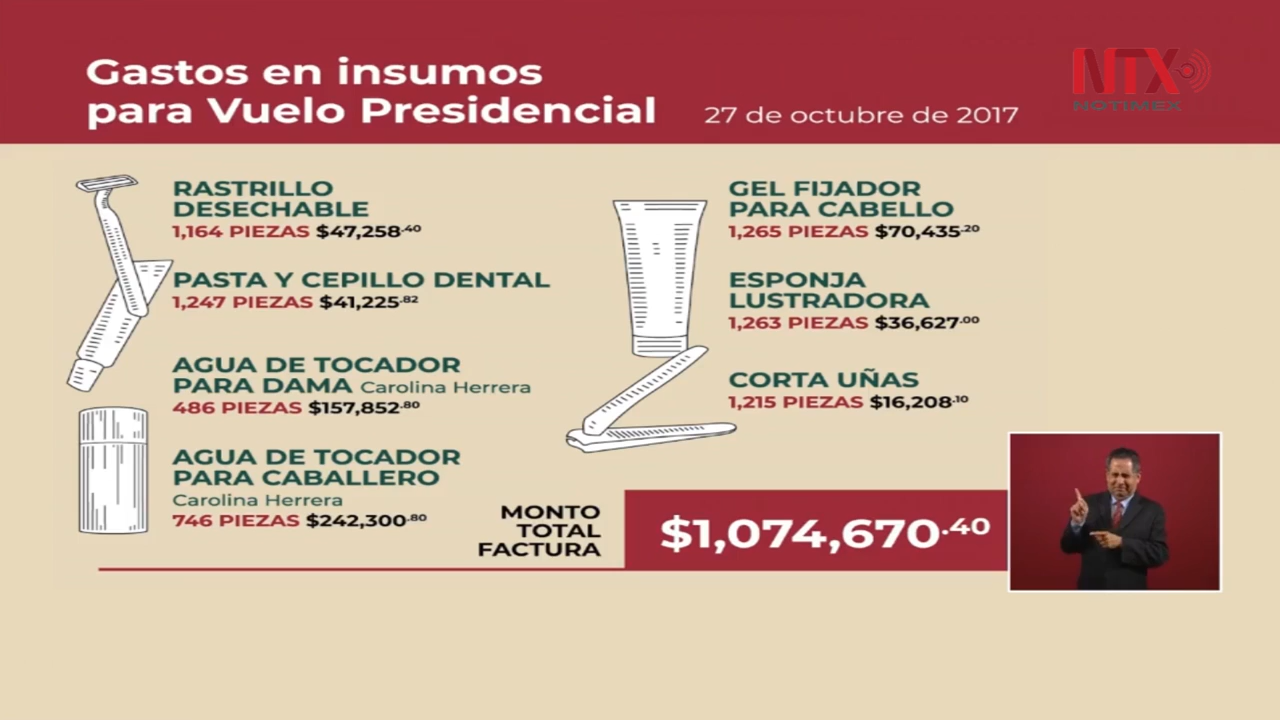 Gastos en insumos
para Vuelo Presidencial
27 de octubre de 2017
NTX
NOTIMEX
RASTRILLO
DESECHABLE
1,164 PIEZAS $47,258.40
PASTA Y CEPILLO DENTAL
1,247 PIEZAS $41,225.82
AGUA DE TOCADOR
PARA DAMA Carolina Herrera
486 PIEZAS $157,852.80
AGUA DE TOCADOR
PARA CABALLERO
Carolina Herrera
746 PIEZAS $242,300.80
GEL FIJADOR
PARA CABELLO
1,265 PIEZAS $70,435.20
ESPONJA
LUSTRADORA
1,263 PIEZAS $36,627.00
CORTA UÑAS
1,215 PIEZAS $16,208.10
MONTO
TOTAL
FACTURA
$1,074,670.40